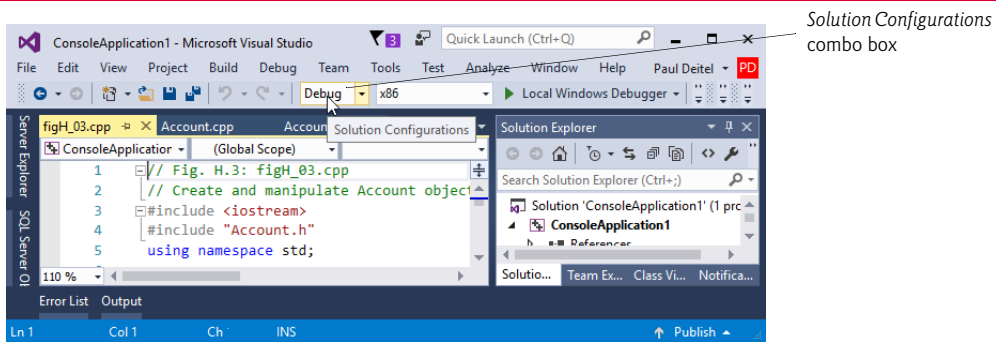 Solution Configurations
combo box
ConsoleApplication1 - Microsoft Visual Studio
3
Quick Launch (Ctrl+Q)
File Edit View Project Build Debug Team Tools Test Analyze Window Help Paul Deitel PD
Debug x86 Local Windows Debugger
Solution Configurations
Server Explorer
SQL Server Ob
figH_03.cpp Account.cpp Accoun
ConsoleApplication (Global Scope)
1 // Fig. H.3: figH_03.cpp
2 // Create and manipulate Account object
3 #include <iostream>
4 #include "Account.h"
5 using namespace std;
110 %
Solution Explorer
Search Solution Explorer (Ctrl+;)
Solution 'ConsoleApplication1' (1 pro
ConsoleApplication1
References
Solutio... Team Ex... Class Vi... Notifica...
Error List Output
Ln 1 Col 1 Ch INS Publish